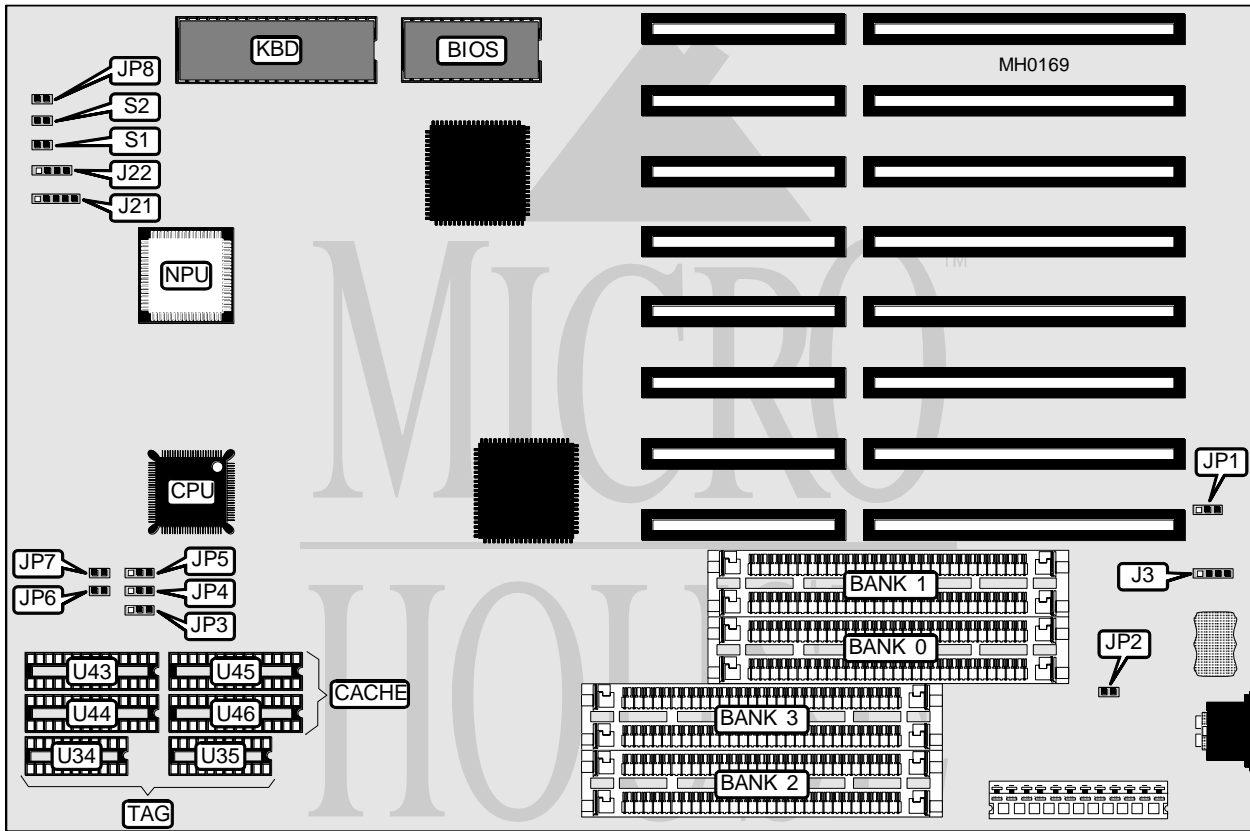 KBD
BIOS
MH0169
JP8
S2
S1
J22
J21
NPU
TM
MICRO
CPU
JP1
JP7
JP5
JP6
JP4
JP3
HOUSE
BANK 1
J3
BANK 0
JP2
U43
U45
CACHE
U44
U46
BANK 3
U34
U35
BANK 2
TAG